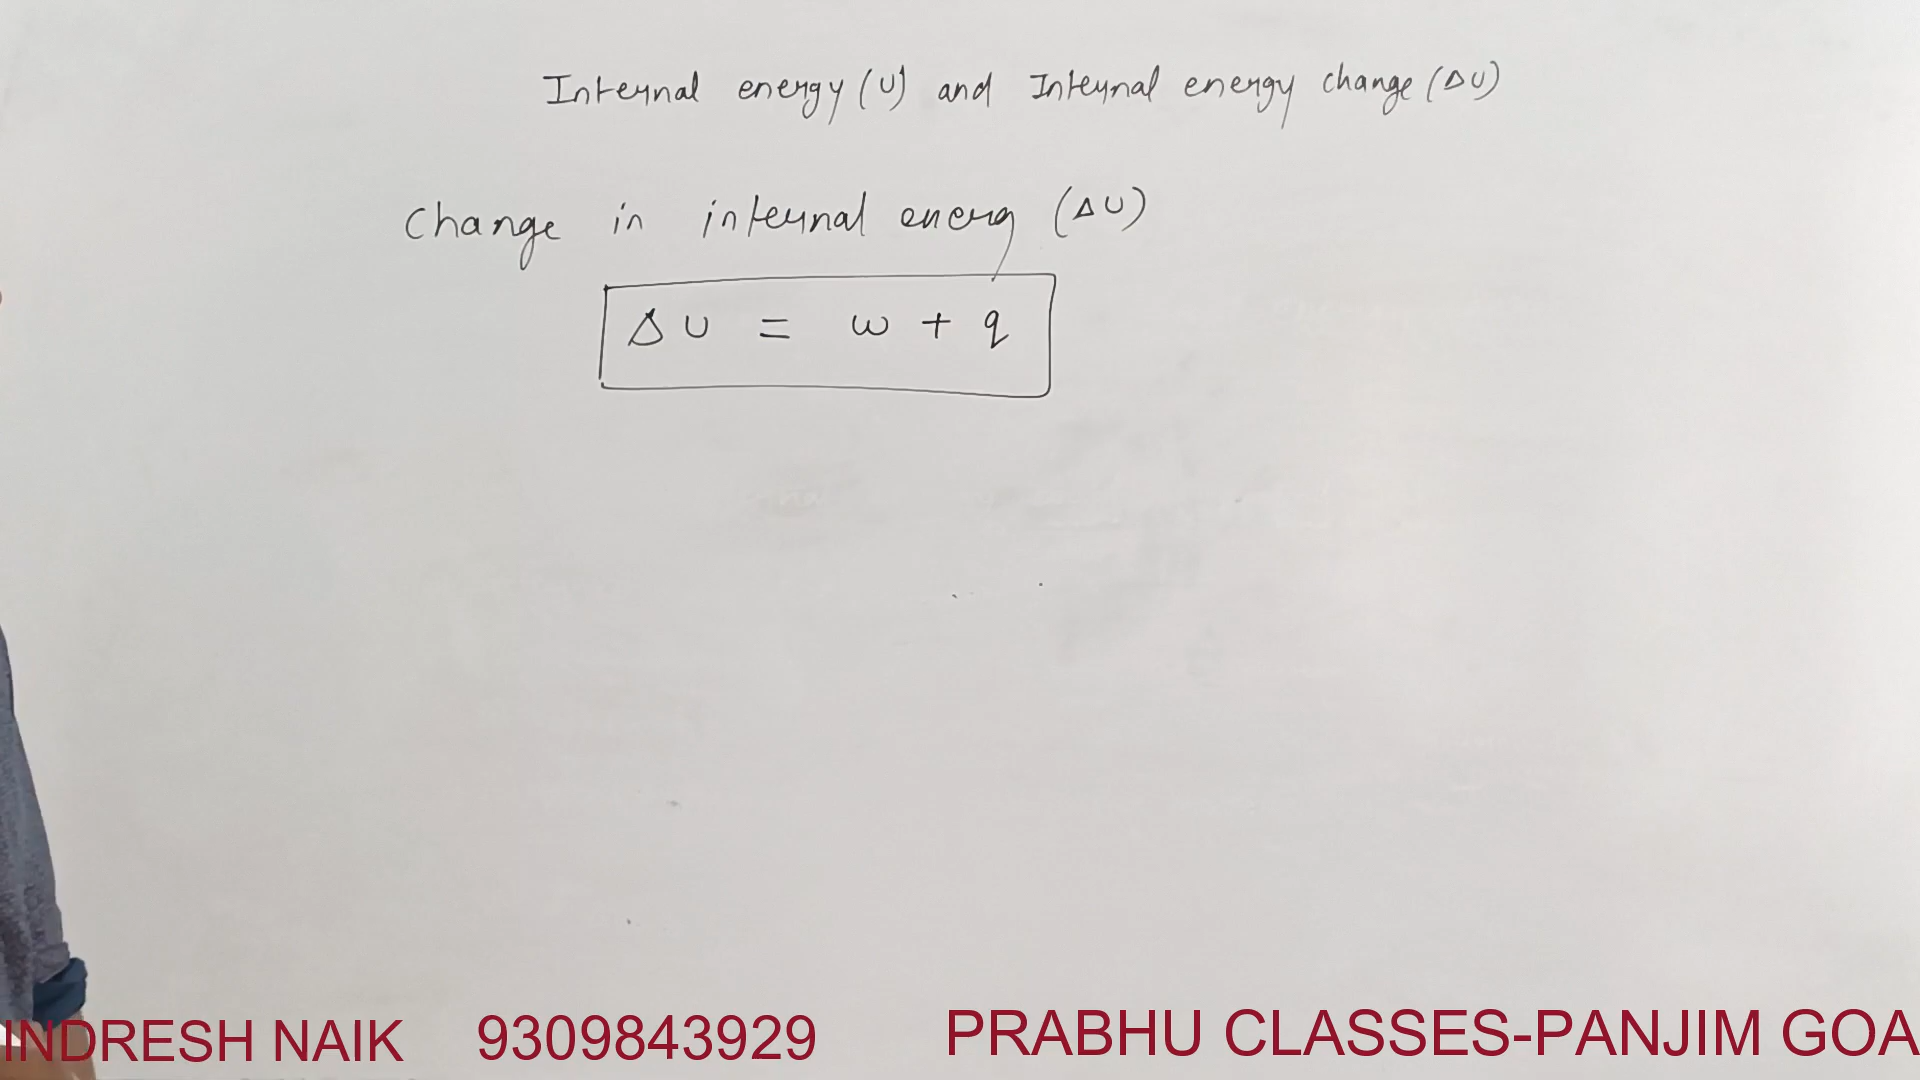 Internal energy (U) and Internal energy change (ΔU)
Change in internal energ (ΔU)
ΔU = w + q
INDRESH NAIK 9309843929 PRABHU CLASSES-PANJIM GOA